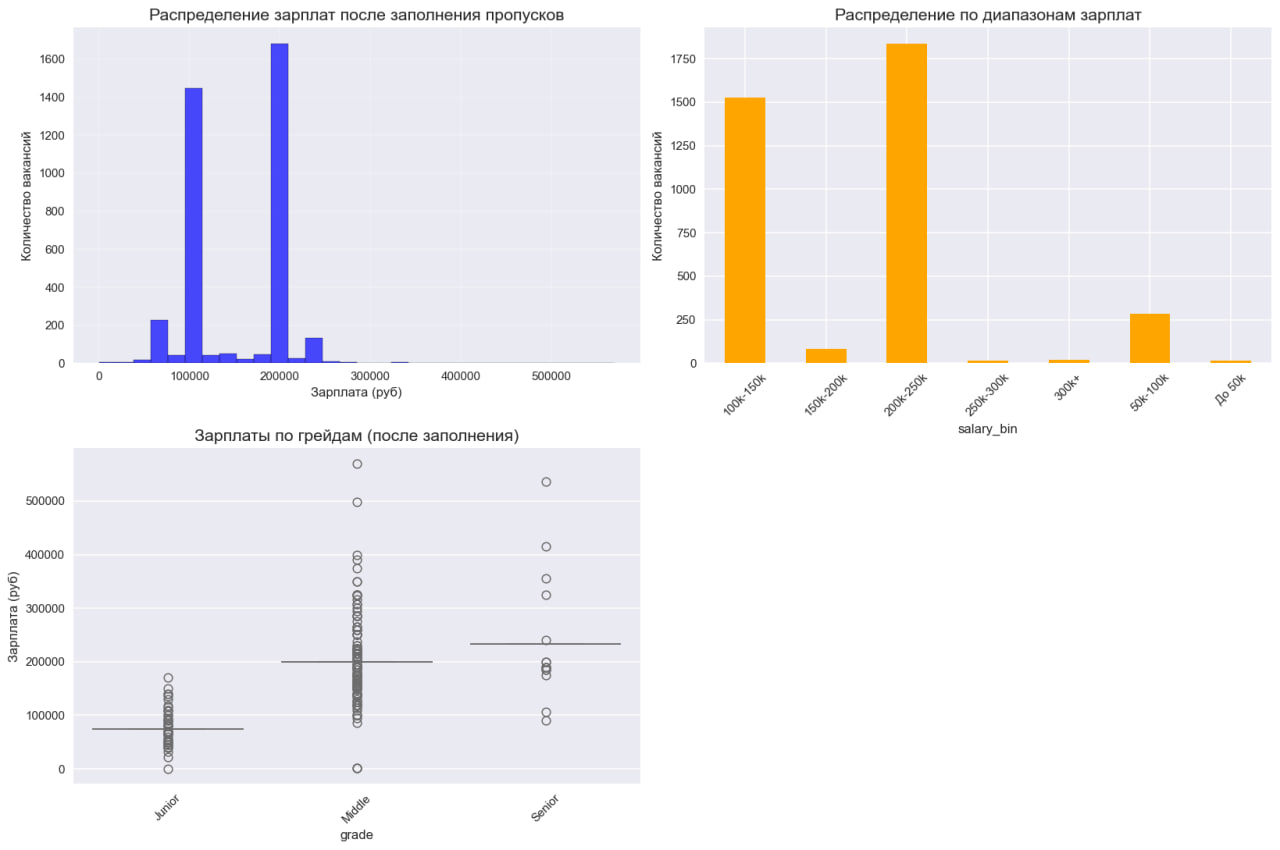 Распределение зарплат после заполнения пропусков
Количество вакансий
1600
1400
1200
1000
800
600
400
200
0
0 100000 200000 300000 400000 500000
Зарплата (руб)
Распределение по диапазонам зарплат
Количество вакансий
1750
1500
1250
1000
750
500
250
0
100k-150k 150k-200k 200k-250k 250k-300k 300k+ 50k-100k До 50k
salary_bin
Зарплаты по грейдам (после заполнения)
Зарплата (руб)
500000
400000
300000
200000
100000
0
Junior Middle Senior
grade